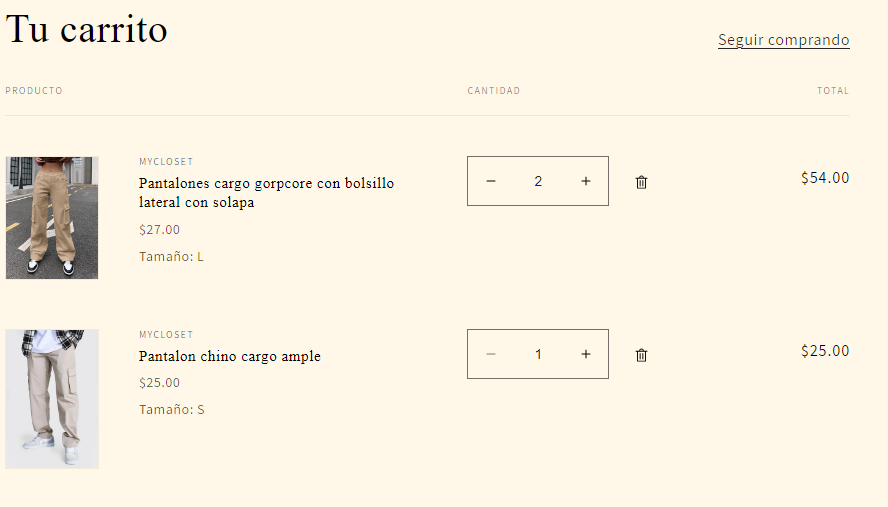 Tu carrito
Seguir comprando
PRODUCTO CANTIDAD TOTAL
MYCLOSET
Pantalones cargo gorpcore con bolsillo
lateral con solapa
$27.00
Tamaño: L
2
$54.00
MYCLOSET
Pantalon chino cargo ample
$25.00
Tamaño: S
1
$25.00